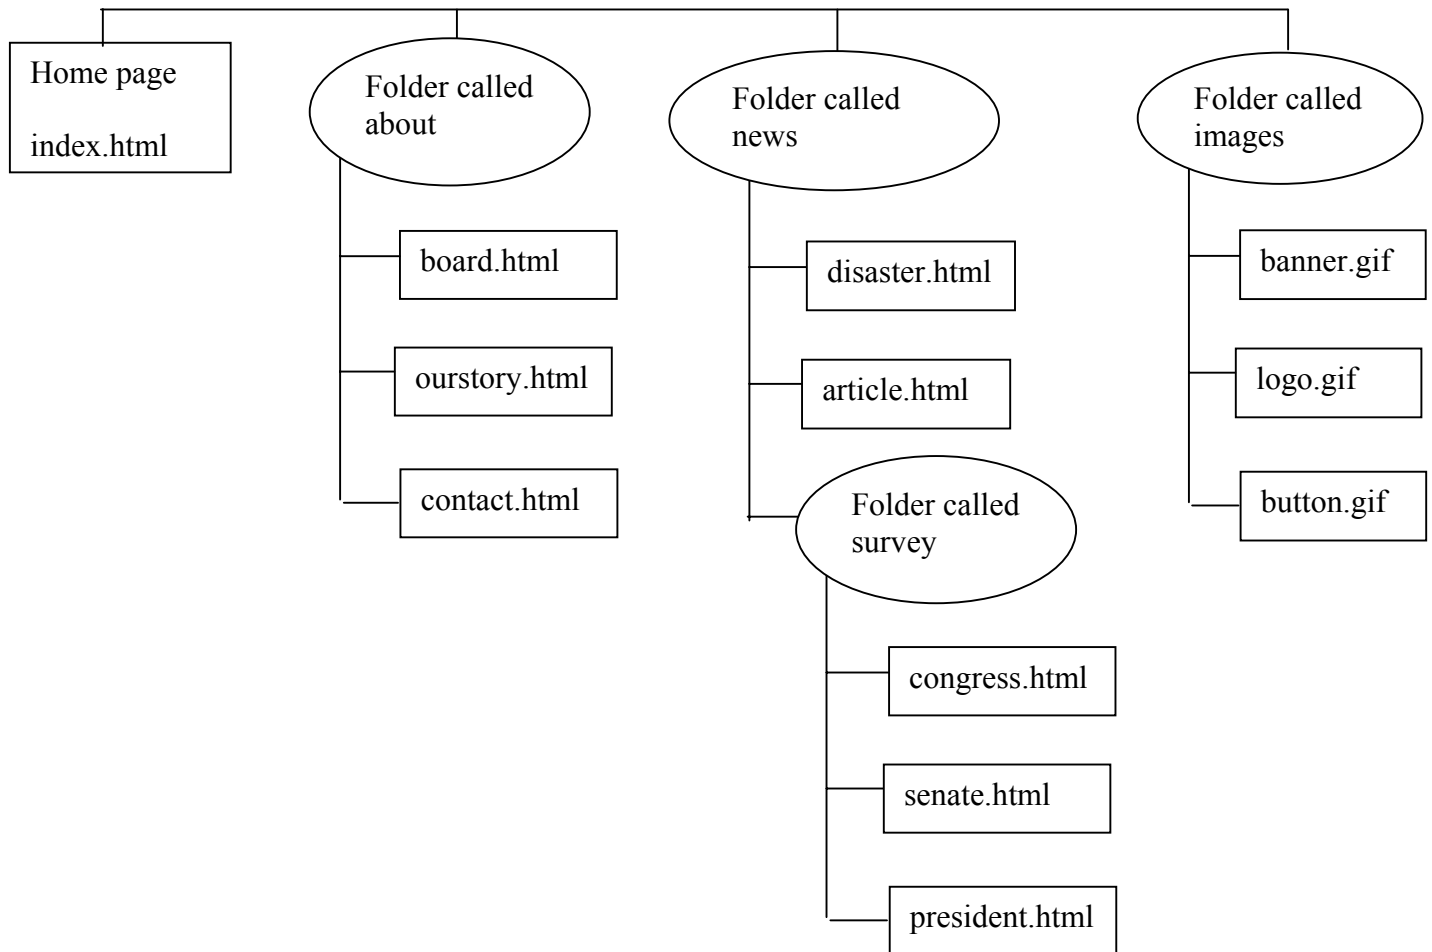 Home page
index.html
Folder called
about
board.html
ourstory.html
contact.html
Folder called
news
disaster.html
article.html
Folder called
survey
congress.html
senate.html
president.html
Folder called
images
banner.gif
logo.gif
button.gif